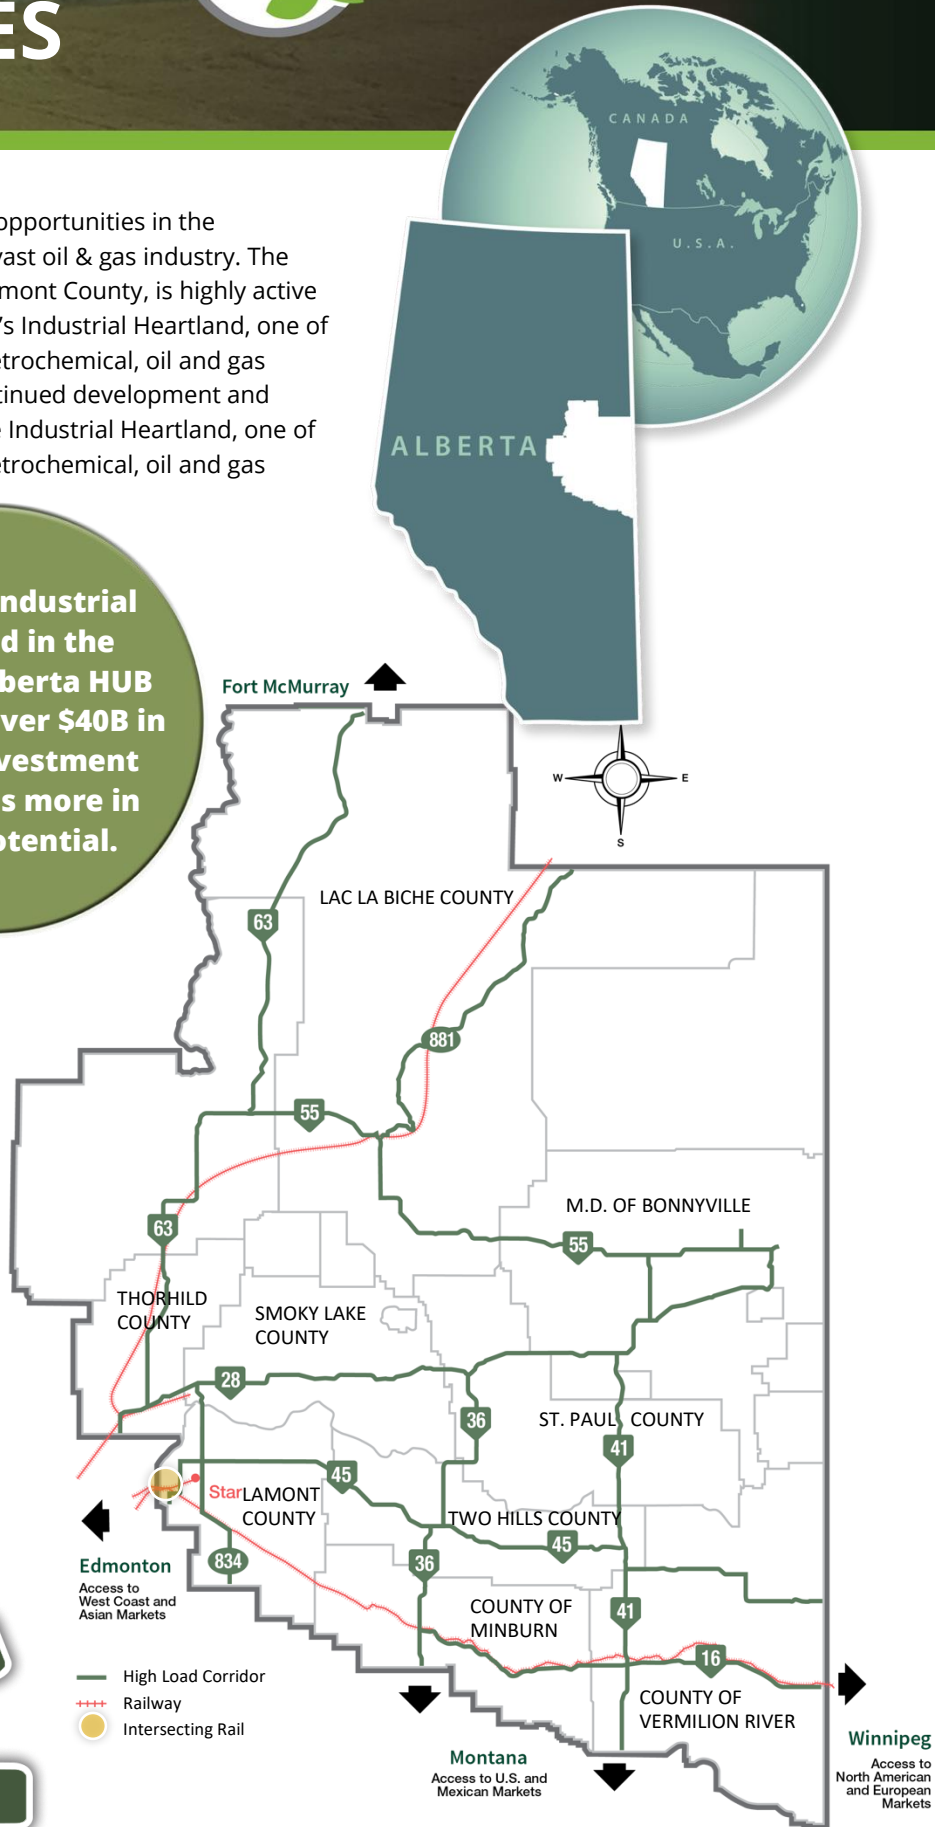 ES
CANADA
U.S.A.
opportunities in the
vast oil & gas industry. The
mont County, is highly active
's Industrial Heartland, one of
etrochemical, oil and gas
tinued development and
e Industrial Heartland, one of
etrochemical, oil and gas
ALBERTA
ndustrial
d in the
berta HUB
ver $40B in
vestment
s more in
otential.
Fort McMurray
W
E
S
LAC LA BICHE COUNTY
63
881
55
M.D. OF BONNYVILLE
63
55
THORHILD
COUNTY
SMOKY LAKE
COUNTY
28
36
ST. PAUL COUNTY
41
45
Star
LAMONT
COUNTY
TWO HILLS COUNTY
45
834
36
Edmonton
Access to
West Coast and
Asian Markets
COUNTY OF
MINBURN
41
16
High Load Corridor
Railway
Intersecting Rail
COUNTY OF
VERMILION RIVER
Montana
Access to U.S. and
Mexican Markets
Winnipeg
Access to
North American
and European
Markets